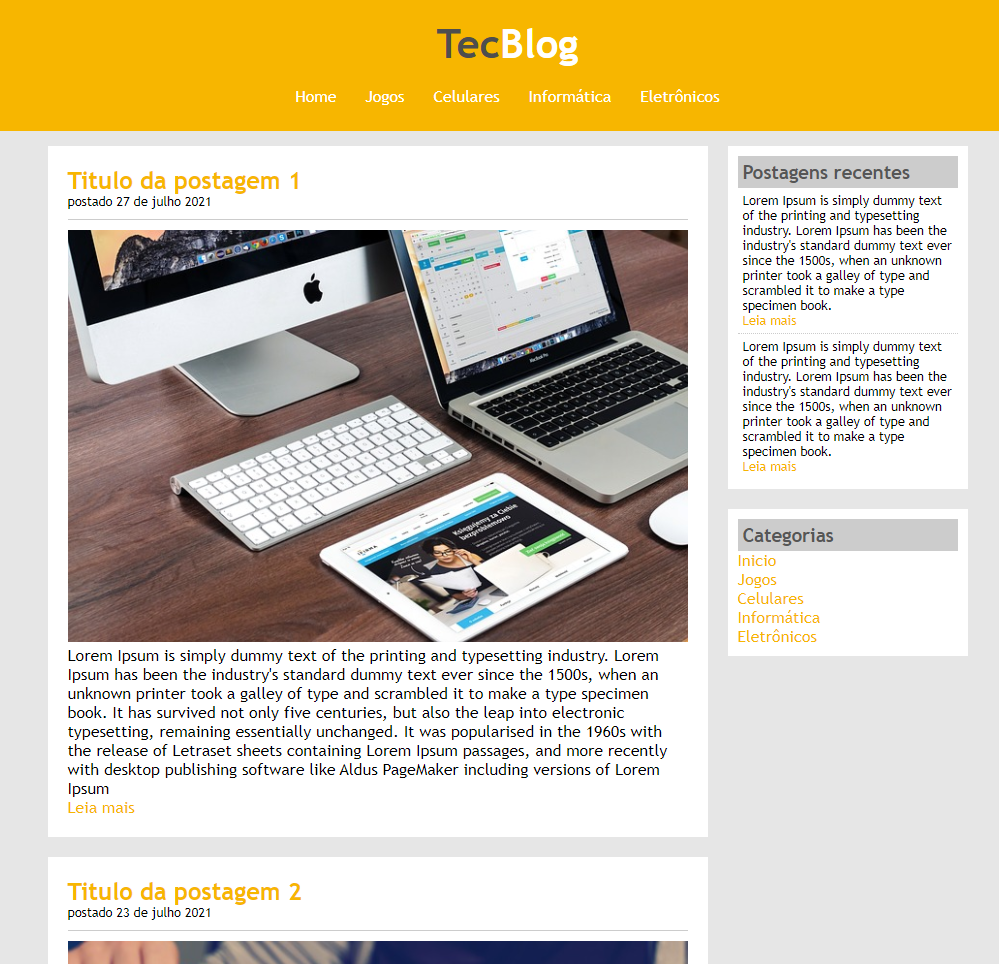 TecBlog
Home Jogos Celulares Informática Eletrônicos
Titulo da postagem 1
postado 27 de julho 2021
MacBook Pro
Księgujemy za Ciebie
bezproblemowo
Lorem Ipsum is simply dummy text of the printing and typesetting industry. Lorem
Ipsum has been the industry's standard dummy text ever since the 1500s, when an
unknown printer took a galley of type and scrambled it to make a type specimen
book. It has survived not only five centuries, but also the leap into electronic
typesetting, remaining essentially unchanged. It was popularised in the 1960s with
the release of Letraset sheets containing Lorem Ipsum passages, and more recently
with desktop publishing software like Aldus PageMaker including versions of Lorem
Ipsum
Leia mais
Titulo da postagem 2
postado 23 de julho 2021
Postagens recentes
Lorem Ipsum is simply dummy text
of the printing and typesetting
industry. Lorem Ipsum has been the
industry's standard dummy text ever
since the 1500s, when an unknown
printer took a galley of type and
scrambled it to make a type
specimen book.
Leia mais
Lorem Ipsum is simply dummy text
of the printing and typesetting
industry. Lorem Ipsum has been the
industry's standard dummy text ever
since the 1500s, when an unknown
printer took a galley of type and
scrambled it to make a type
specimen book.
Leia mais
Categorias
Inicio
Jogos
Celulares
Informática
Eletrônicos